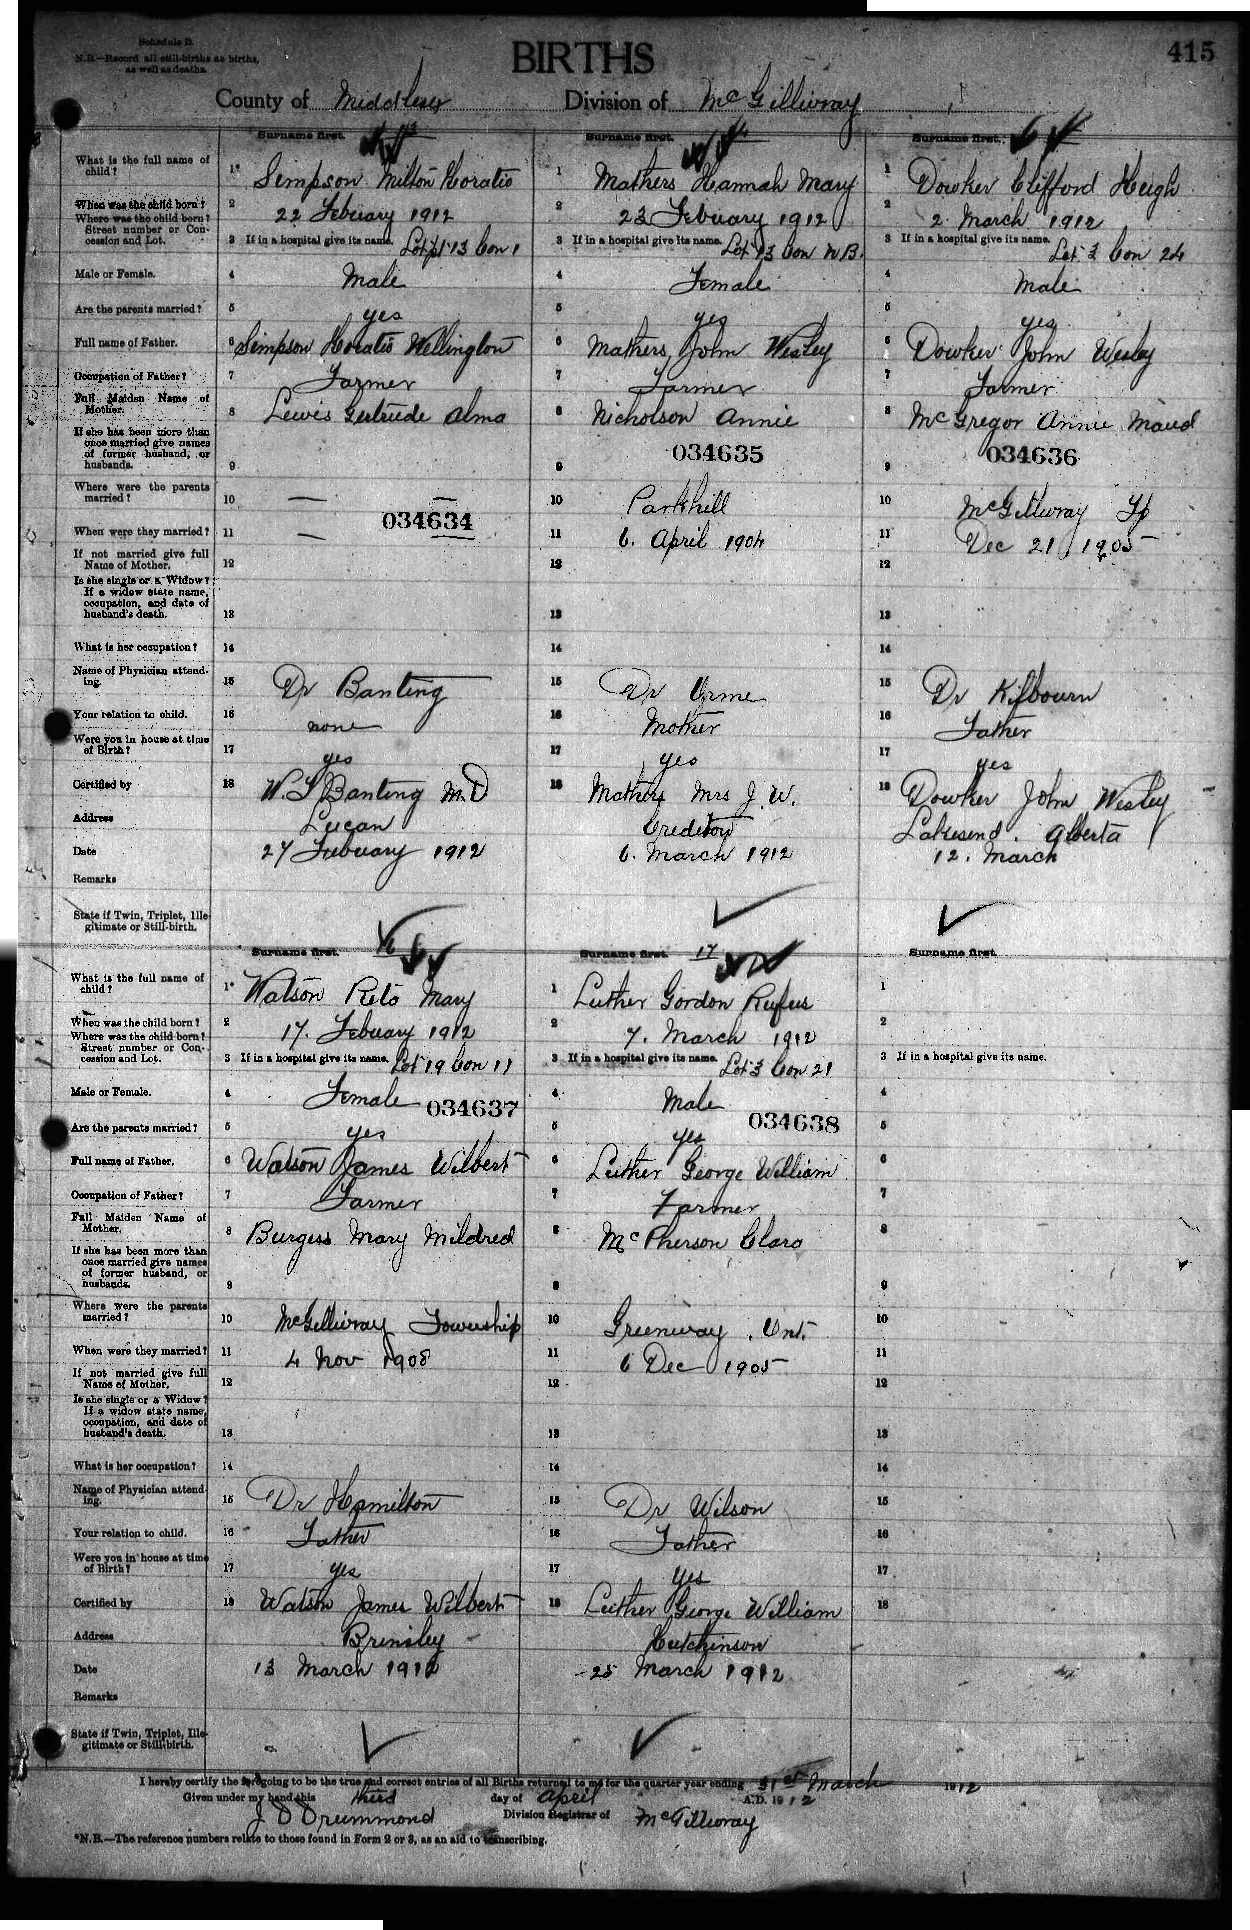 Schedule D.
N.B.—Record all still-births as births,
as well as deaths.
BIRTHS
415
County of Middlesex Division of McGillivray
Surname first. Surname first. Surname first.
What is the full name of child? 1* Simpson Milton Horatio 1 Mathers Hannah Mary 1 Dowker Clifford Hugh
When was the child born? 2 22 Febuary 1912 2 23 Febuary 1912 2 2 March 1912
Where was the child born? Street number or Concession and Lot. 3 If in a hospital give its name. Lot 13 Con 1 3 If in a hospital give its name. Lot 13 Con N.B. 3 If in a hospital give its name. Lot 3 Con 24
Male or Female. 4 Male 4 Female 4 Male
Are the parents married? 5 yes 5 yes 5 yes
Full name of Father. 6 Simpson Horatio Wellington 6 Mathers, John Wesley 6 Dowker John Wesley
Occupation of Father? 7 Farmer 7 Farmer 7 Farmer
Full Maiden Name of Mother. 8 Lewis Gertrude Alma 8 Nicholson Annie 8 McGregor Annie Maud
034635 034636
If she has been more than once married give names of former husband, or husbands. 9 9 9
Where were the parents married? 10 — — 10 Parkhill 10 McGillivray Tp
034634
When were they married? 11 — 11 6. April 1904 11 Dec 21, 1905
If not married give full Name of Mother. 12 12 12
Is she single or a Widow? If a widow state name, occupation, and date of husband's death. 13 13 13
What is her occupation? 14 14 14
Name of Physician attending. 15 Dr Banting 15 Dr Orme 15 Dr Kilbourn
Your relation to child. 16 none 16 Mother 16 Father
Were you in house at time of Birth? 17 yes 17 yes 17 yes
Certified by 18 Banting M.D 18 Mathers Mrs J. W. 18 Dowker John Wesley
Address Lucan Crediton Lakesend. Alberta
Date 27 Febuary 1912 6. March 1912 12. March
Remarks
State if Twin, Triplet, Illegitimate or Still-birth.
Surname first. 16 Surname first. 17 Surname first.
What is the full name of child? 1* Watson Reto Mary 1 Luther Gordon Rufus 1
When was the child born? 2 17. Febuary 1912 2 7. March 1912 2
Where was the child born? Street number or Concession and Lot. 3 If in a hospital give its name. Lot 19 Con 11 3 If in a hospital give its name. Lot 3 Con 21 3 If in a hospital give its name.
Male or Female. 4 Female 034637 4 Male 034638 4
Are the parents married? 5 yes 5 yes 5
Full name of Father. 6 Watson James Wilbert 6 Luther George William 6
Occupation of Father? 7 Farmer 7 Farmer 7
Full Maiden Name of Mother. 8 Burgess Mary Mildred 8 McPherson Clara 8
If she has been more than once married give names of former husband, or husbands. 9 9 9
Where were the parents married? 10 McGillivray Township 10 Greenway. Ont. 10
When were they married? 11 4 Nov 1908 11 6 Dec 1905 11
If not married give full Name of Mother. 12 12 12
Is she single or a Widow? If a widow state name, occupation, and date of husband's death. 13 13 13
What is her occupation? 14 14 14
Name of Physician attending. 15 Dr Hamilton 15 Dr Wilson 15
Your relation to child. 16 Father 16 Father 16
Were you in house at time of Birth? 17 yes 17 yes 17
Certified by 18 Watson James Wilbert 18 Luther George William 18
Address Brinsley Hutchinson
Date 13 March 1912 25 March 1912
Remarks
State if Twin, Triplet, Illegitimate or Still-birth.
I hereby certify the foregoing to be the true and correct entries of all Births returned to me for the quarter year ending 31st March 1912
Given under my hand this third day of April A.D. 1912
J D Drummond Division Registrar of McGillivray
*N.B.—The reference numbers relate to those found in Form 2 or 3, as an aid to transcribing.